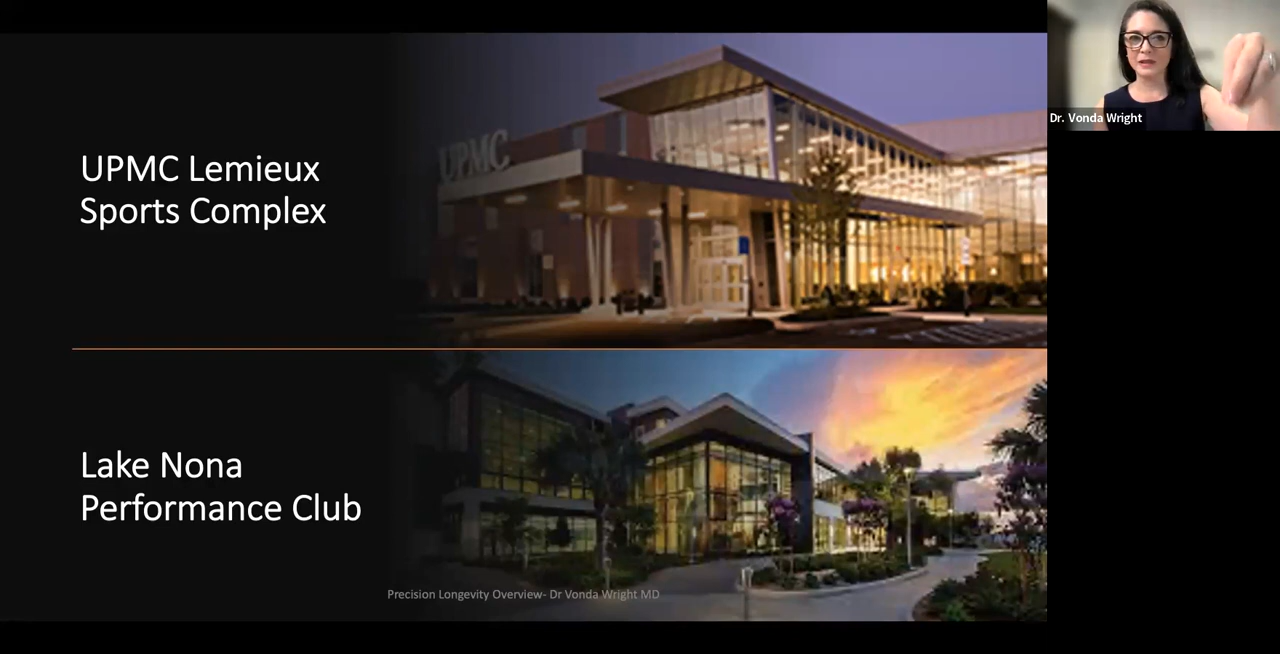 UPMC Lemieux
Sports Complex
UPMC
Lake Nona
Performance Club
Precision Longevity Overview- Dr Vonda Wright MD
Dr. Vonda Wright